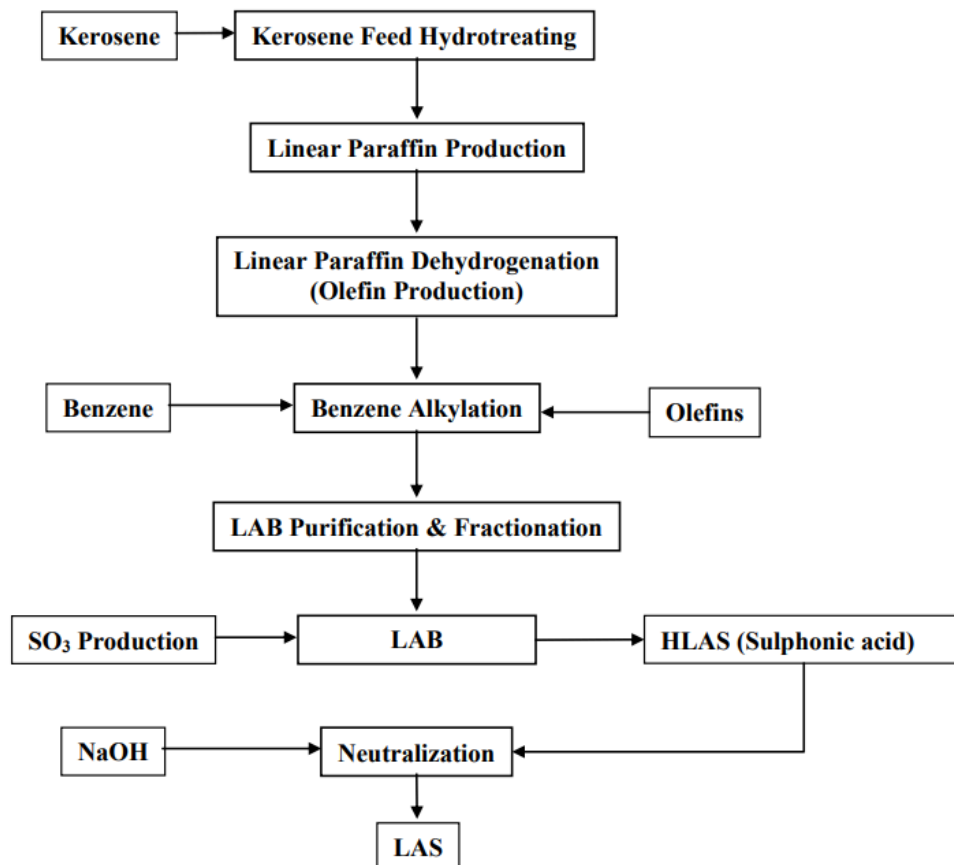 Kerosene
Kerosene Feed Hydrotreating
Linear Paraffin Production
Linear Paraffin Dehydrogenation
(Olefin Production)
Benzene
Benzene Alkylation
Olefins
LAB Purification & Fractionation
SO₃ Production
LAB
HLAS (Sulphonic acid)
NaOH
Neutralization
LAS